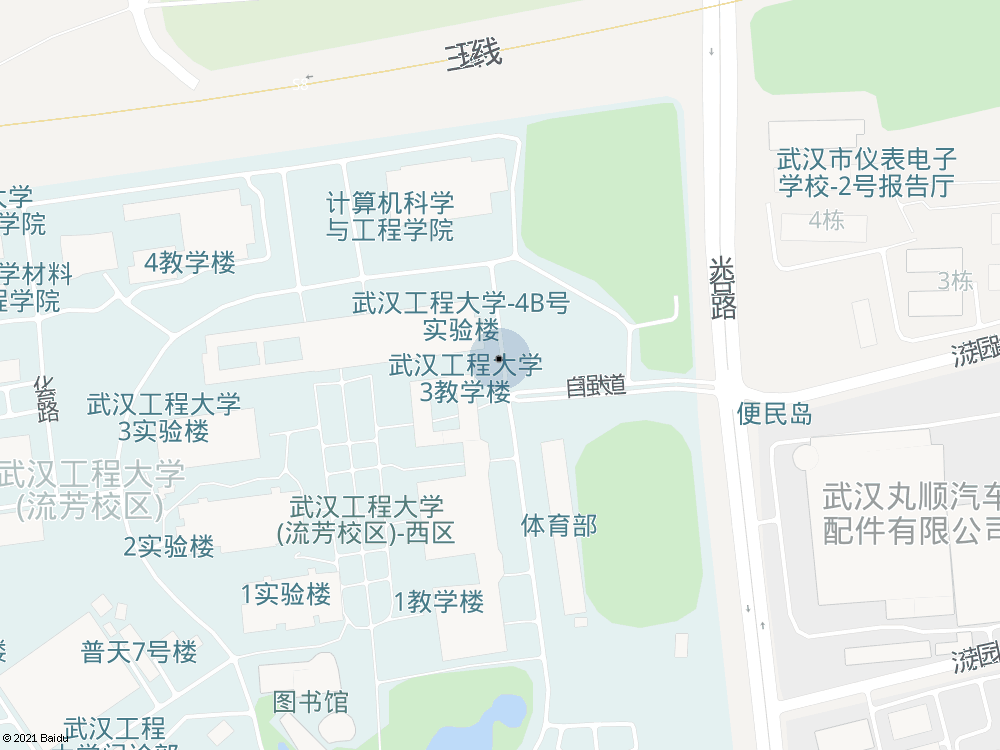 王线
S8
武汉市仪表电子
学校-2号报告厅
大学
学院
计算机科学
与工程学院
4栋
4教学楼
学材料
程学院
光谷路
3栋
武汉工程大学-4B号
实验楼
武汉工程大学
3教学楼
流芳园路
化育路
自强大道
武汉工程大学
3实验楼
便民岛
武汉工程大学
(流芳校区)
武汉工程大学
(流芳校区)-西区
武汉丸顺汽车
配件有限公司
体育部
2实验楼
1实验楼
1教学楼
楼
普天7号楼
流芳园
图书馆
武汉工程
© 2021 Baidu